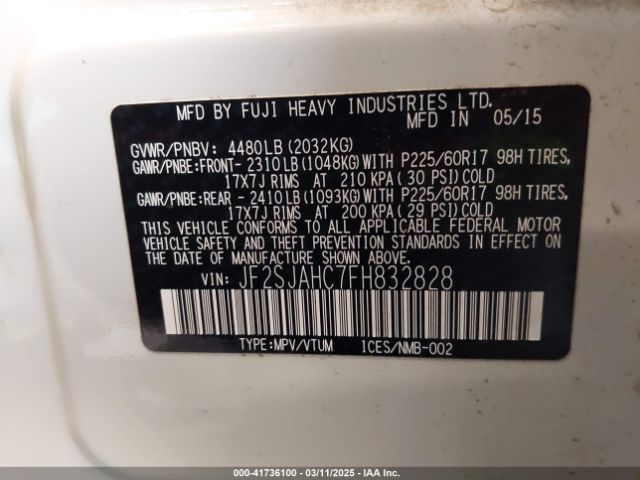 MFD BY FUJI HEAVY INDUSTRIES LTD.
MFD IN 05/15
GVWR/PNBV: 4480LB(2032KG)
GAWR/PNBE:FRONT- 2310LB(1048KG)WITH P225/60R17 98H TIRES,
17X7J RIMS AT 210 KPA(30 PSI)COLD
GAWR/PNBE:REAR - 2410LB(1093KG)WITH P225/60R17 98H TIRES,
17X7J RIMS AT 200 KPA(29 PSI)COLD
THIS VEHICLE CONFORMS TO ALL APPLICABLE FEDERAL MOTOR
VEHICLE SAFETY AND THEFT PREVENTION STANDARDS IN EFFECT ON
THE DATE OF MANUFACTURE SHOWN ABOVE.
VIN: JF2SJAHC7FH832828
TYPE:MPV/VTUM ICES/NMB-002
000-41736100 - 03/11/2025 - IAA Holdings, LLC.